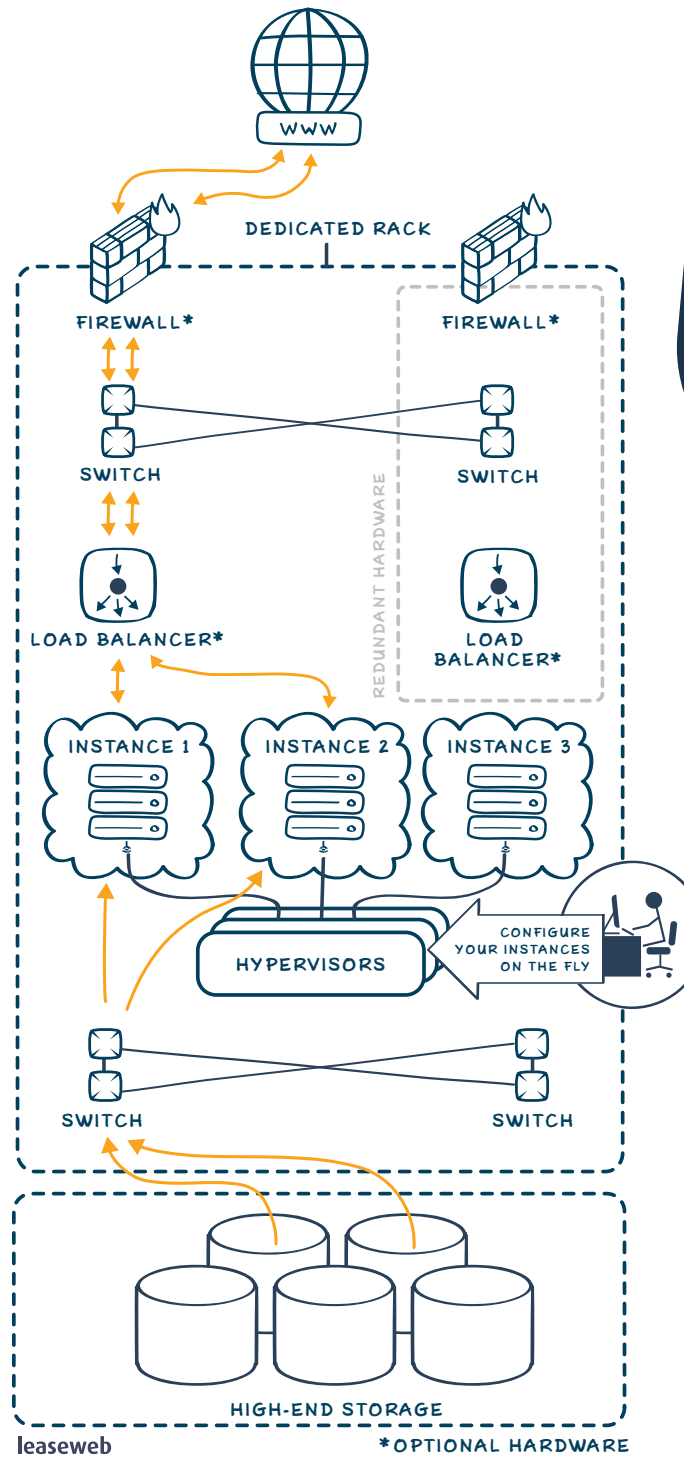 WWW
DEDICATED RACK
FIREWALL*
FIREWALL*
SWITCH
SWITCH
REDUNDANT HARDWARE
LOAD BALANCER*
LOAD
BALANCER*
INSTANCE 1
INSTANCE 2
INSTANCE 3
CONFIGURE
YOUR INSTANCES
ON THE FLY
HYPERVISORS
SWITCH
SWITCH
HIGH-END STORAGE
leaseweb
*OPTIONAL HARDWARE